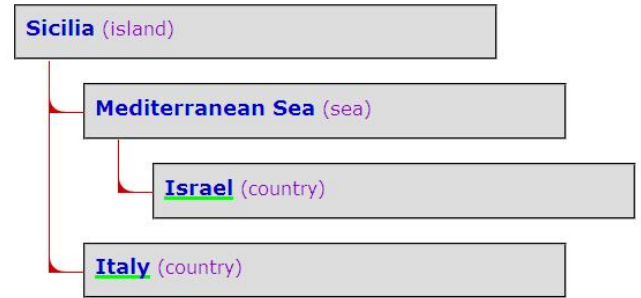 Sicilia (island)
Mediterranean Sea (sea)
Israel (country)
Italy (country)